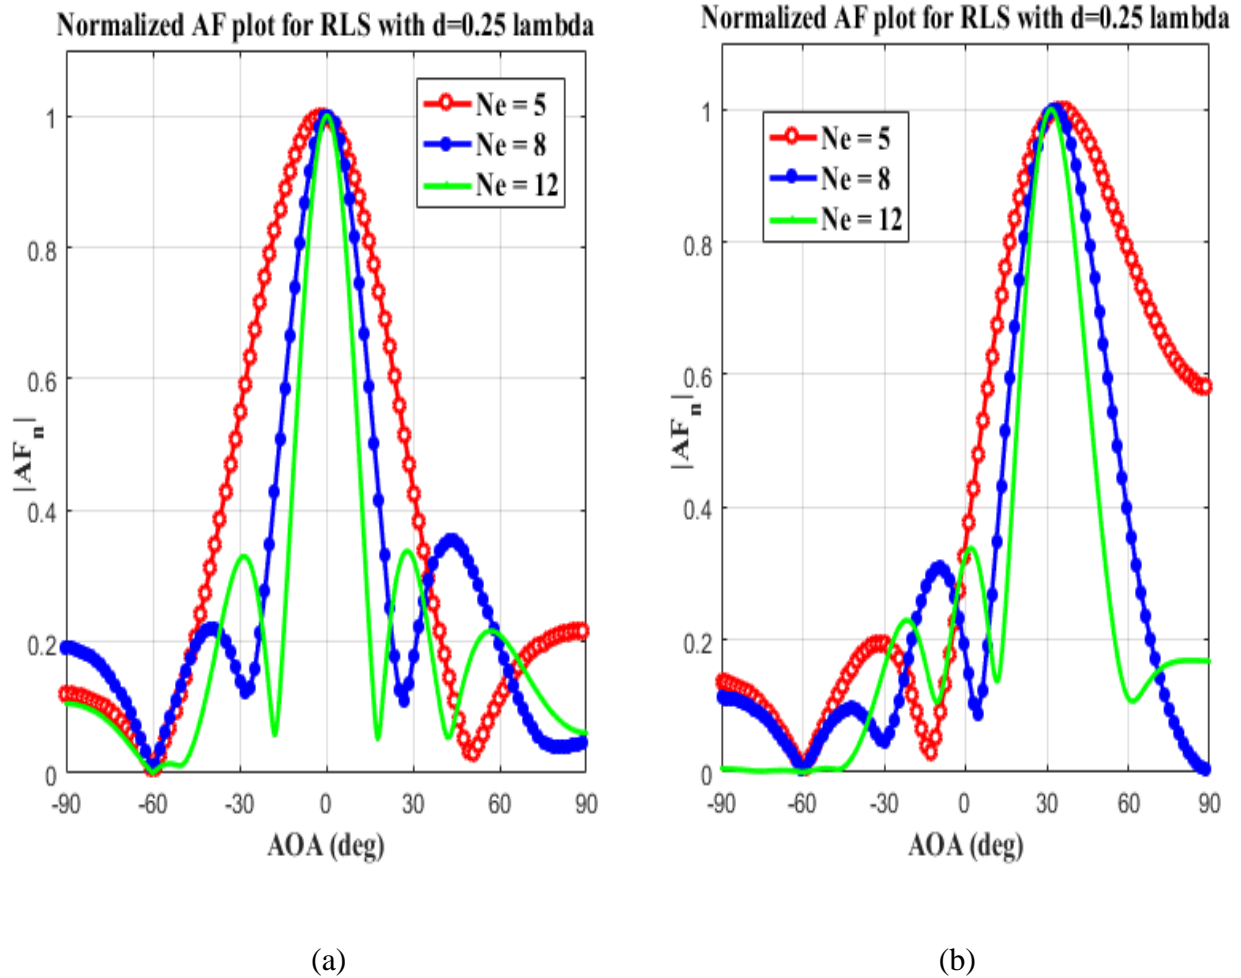 Normalized AF plot for RLS with d=0.25 lambda
Ne = 5
Ne = 8
Ne = 12
1
0.8
0.6
0.4
0.2
0
|AF_n|
-90 -60 -30 0 30 60 90
AOA (deg)
(a)
Normalized AF plot for RLS with d=0.25 lambda
Ne = 5
Ne = 8
Ne = 12
1
0.8
0.6
0.4
0.2
0
|AF_n|
-90 -60 -30 0 30 60 90
AOA (deg)
(b)